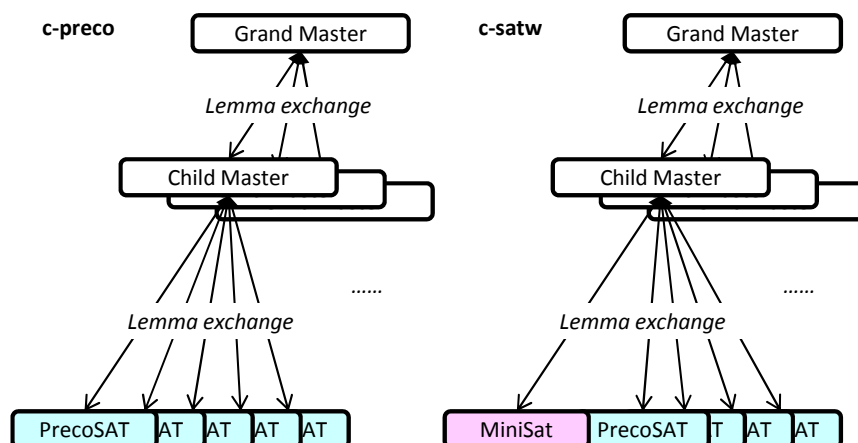 c-preco
Grand Master
Lemma exchange
Child Master
......
Lemma exchange
PrecoSAT AT AT AT AT
c-satw
Grand Master
Lemma exchange
Child Master
......
Lemma exchange
MiniSat PrecoSAT T AT AT